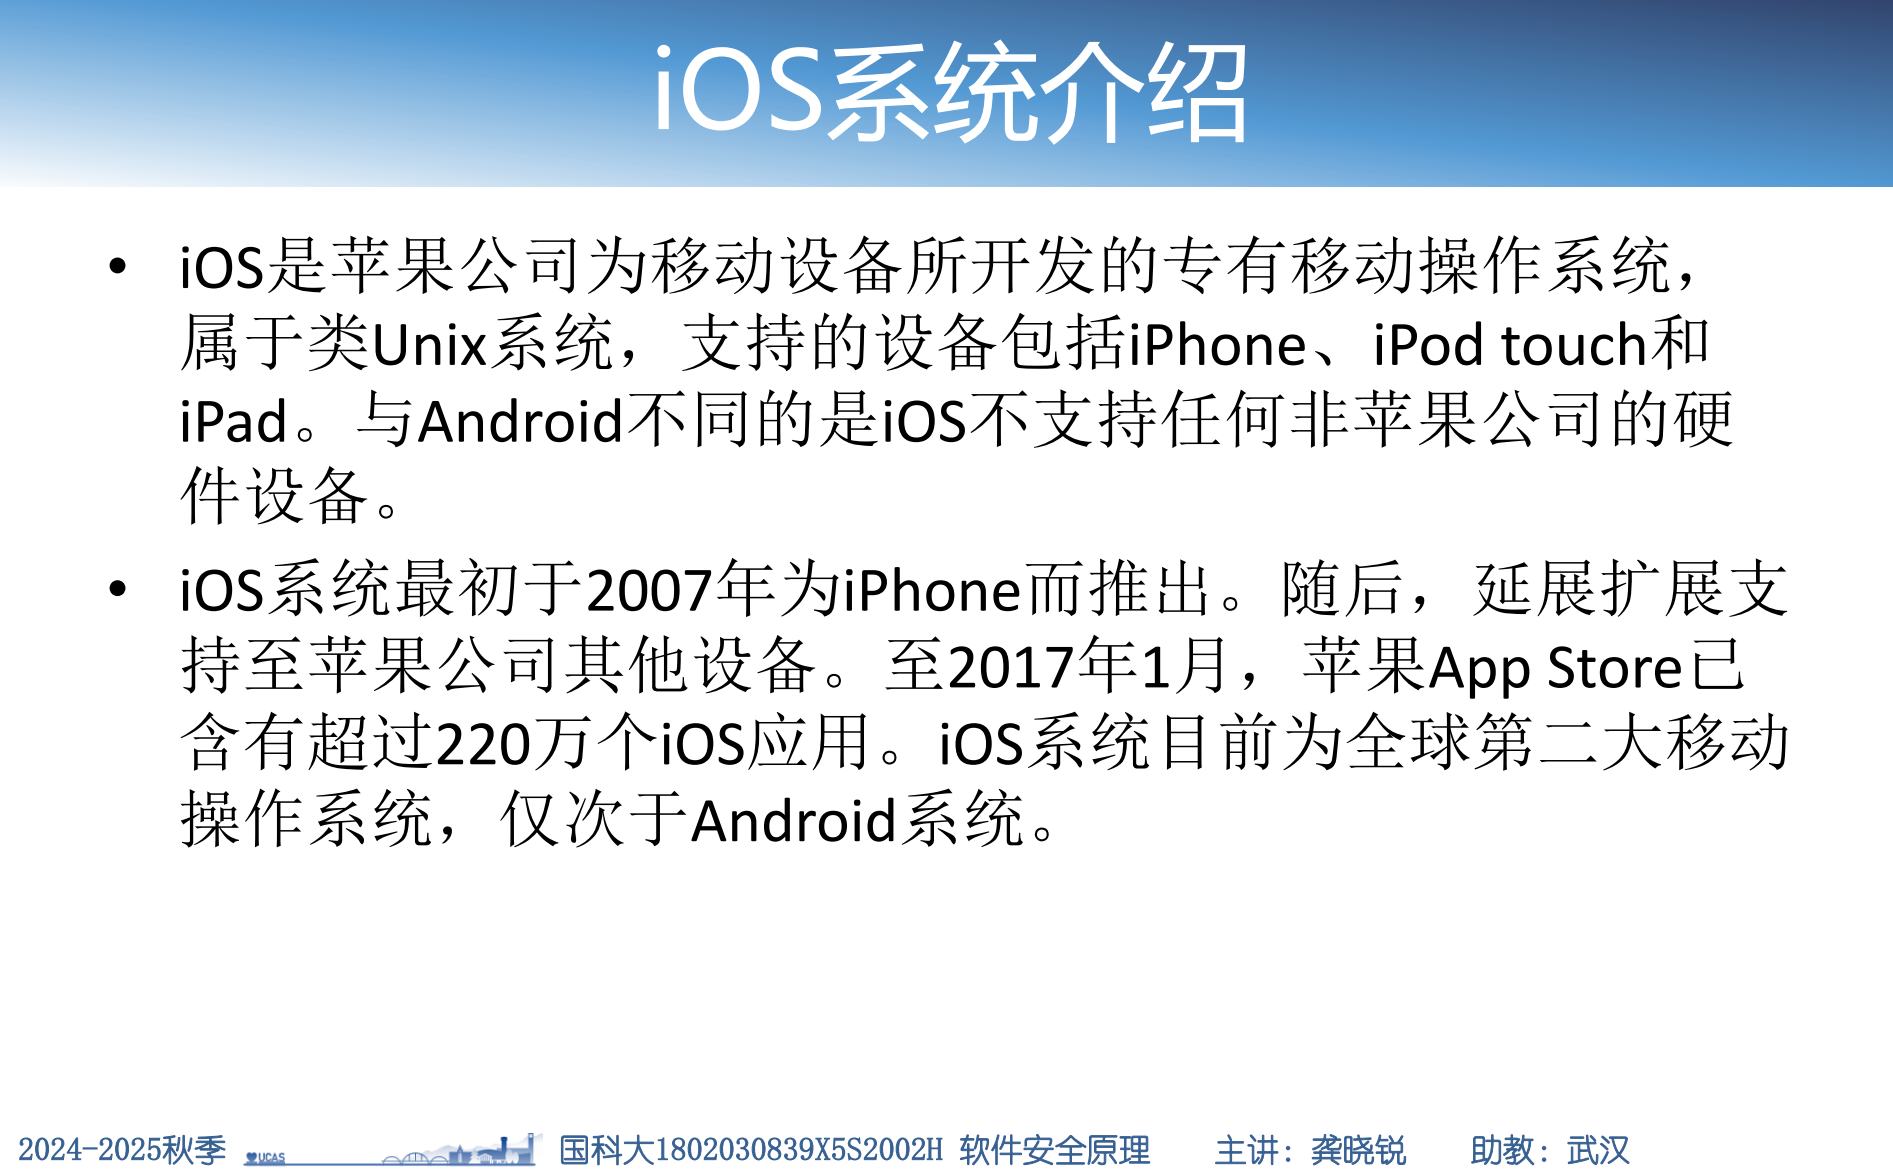 iOS系统介绍
• iOS是苹果公司为移动设备所开发的专有移动操作系统，
属于类Unix系统，支持的设备包括iPhone、iPod touch和
iPad。与Android不同的是iOS不支持任何非苹果公司的硬
件设备。
• iOS系统最初于2007年为iPhone而推出。随后，延展扩展支
持至苹果公司其他设备。至2017年1月，苹果App Store已
含有超过220万个iOS应用。iOS系统目前为全球第二大移动
操作系统，仅次于Android系统。
2024-2025秋季 UCAS 国科大1802030839X5S2002H 软件安全原理 主讲：龚晓锐 助教：武汉